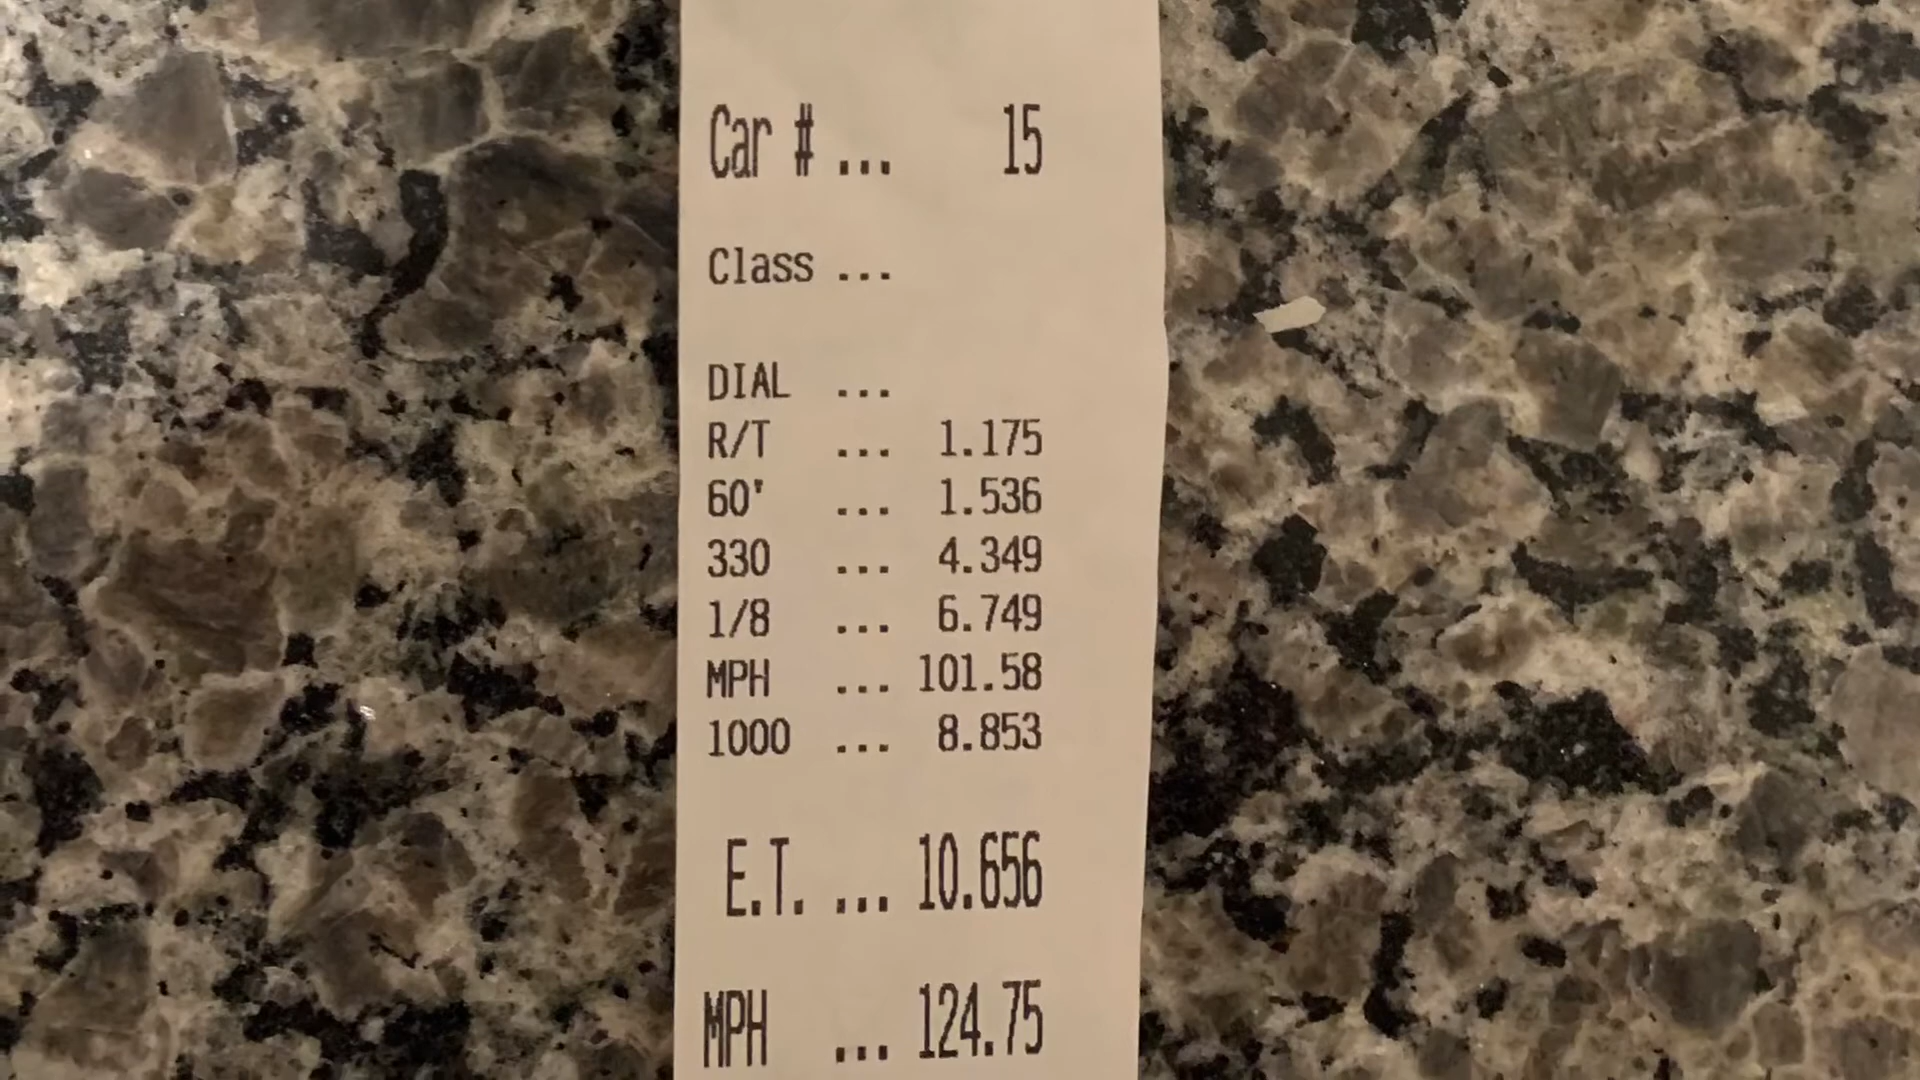 Car # ... 15
Class ...
DIAL ...
R/T ... 1.175
60' ... 1.536
330 ... 4.349
1/8 ... 6.749
MPH ... 101.58
1000 ... 8.853
E.T. ... 10.656
MPH ... 124.75